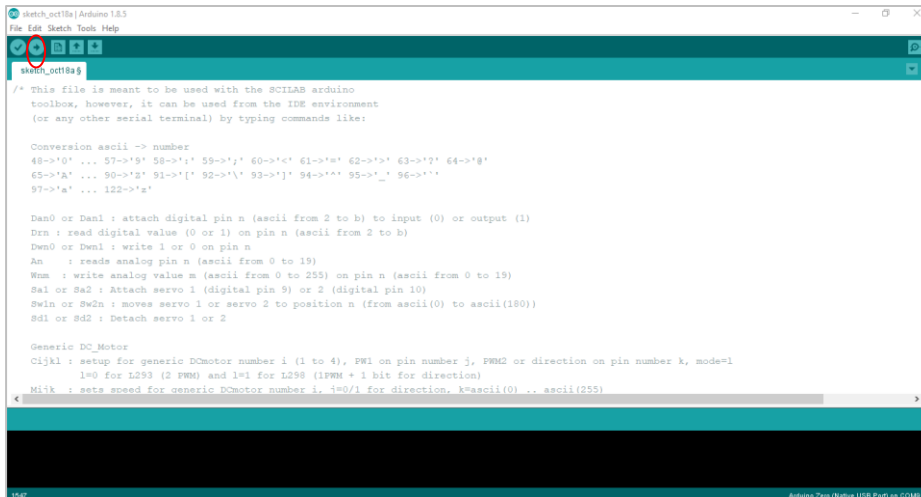 sketch_oct18a | Arduino 1.8.5
File Edit Sketch Tools Help
sketch_oct18a §
/* This file is meant to be used with the SCILAB arduino
toolbox, however, it can be used from the IDE environment
(or any other serial terminal) by typing commands like:
Conversion ascii -> number
48->'0' ... 57->'9' 58->':' 59->';' 60->'<' 61->'=' 62->'>' 63->'?' 64->'@'
65->'A' ... 90->'Z' 91->'[' 92->'\' 93->']' 94->'^' 95->'_' 96->'`'
97->'a' ... 122->'z'
Dan0 or Dan1 : attach digital pin n (ascii from 2 to b) to input (0) or output (1)
Drn : read digital value (0 or 1) on pin n (ascii from 2 to b)
Dwn0 or Dwn1 : write 1 or 0 on pin n
An : reads analog pin n (ascii from 0 to 19)
Wnm : write analog value m (ascii from 0 to 255) on pin n (ascii from 0 to 19)
Sa1 or Sa2 : Attach servo 1 (digital pin 9) or 2 (digital pin 10)
Sw1n or Sw2n : moves servo 1 or servo 2 to position n (from ascii(0) to ascii(180))
Sd1 or Sd2 : Detach servo 1 or 2
Generic DC_Motor
Cijkl : setup for generic DCmotor number i (1 to 4), PW1 on pin number j, PWM2 or direction on pin number k, mode=l
l=0 for L293 (2 PWM) and l=1 for L298 (1PWM + 1 bit for direction)
Mijk : sets speed for generic DCmotor number i, j=0/1 for direction, k=ascii(0) .. ascii(255)
1547
Arduino Zero (Native USB Port) on COM6